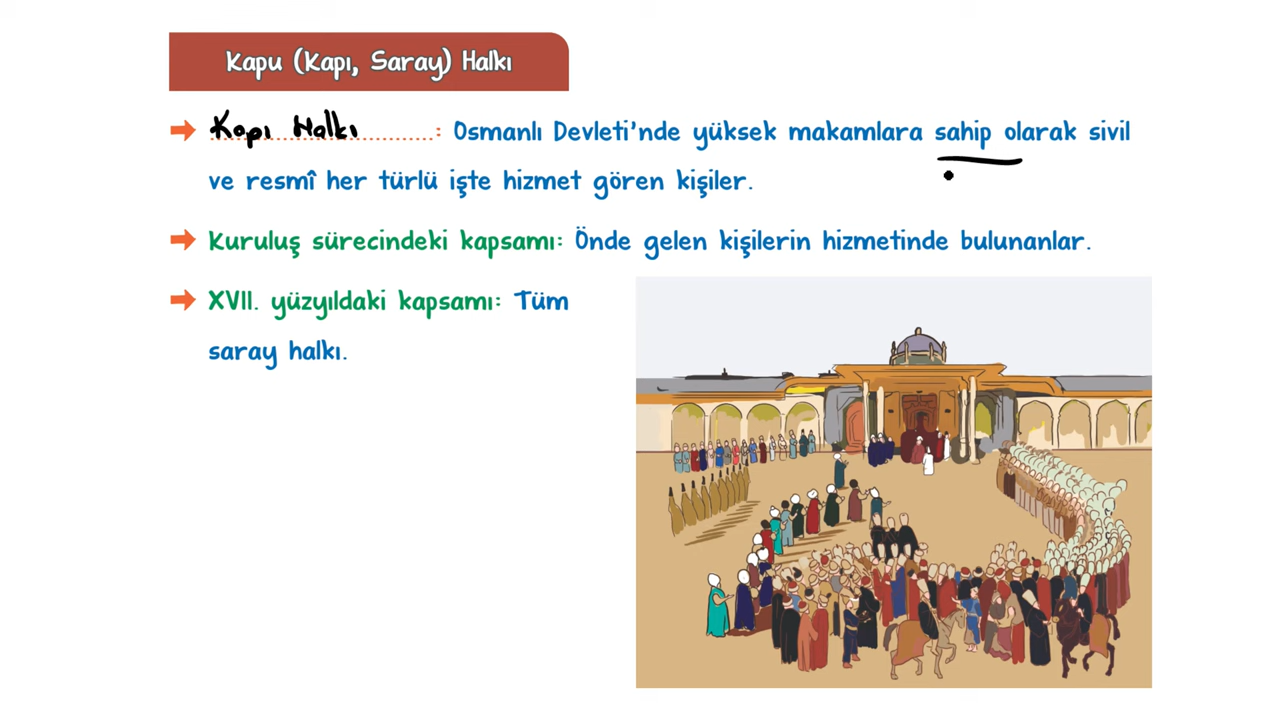 Kapu (Kapı, Saray) Halkı
Kapı Halkı ..............: Osmanlı Devleti'nde yüksek makamlara sahip olarak sivil
ve resmî her türlü işte hizmet gören kişiler.
Kuruluş sürecindeki kapsamı: Önde gelen kişilerin hizmetinde bulunanlar.
XVII. yüzyıldaki kapsamı: Tüm
saray halkı.